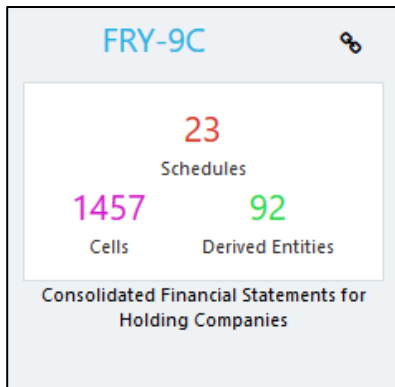 FRY-9C
23
Schedules
1457 92
Cells Derived Entities
Consolidated Financial Statements for
Holding Companies